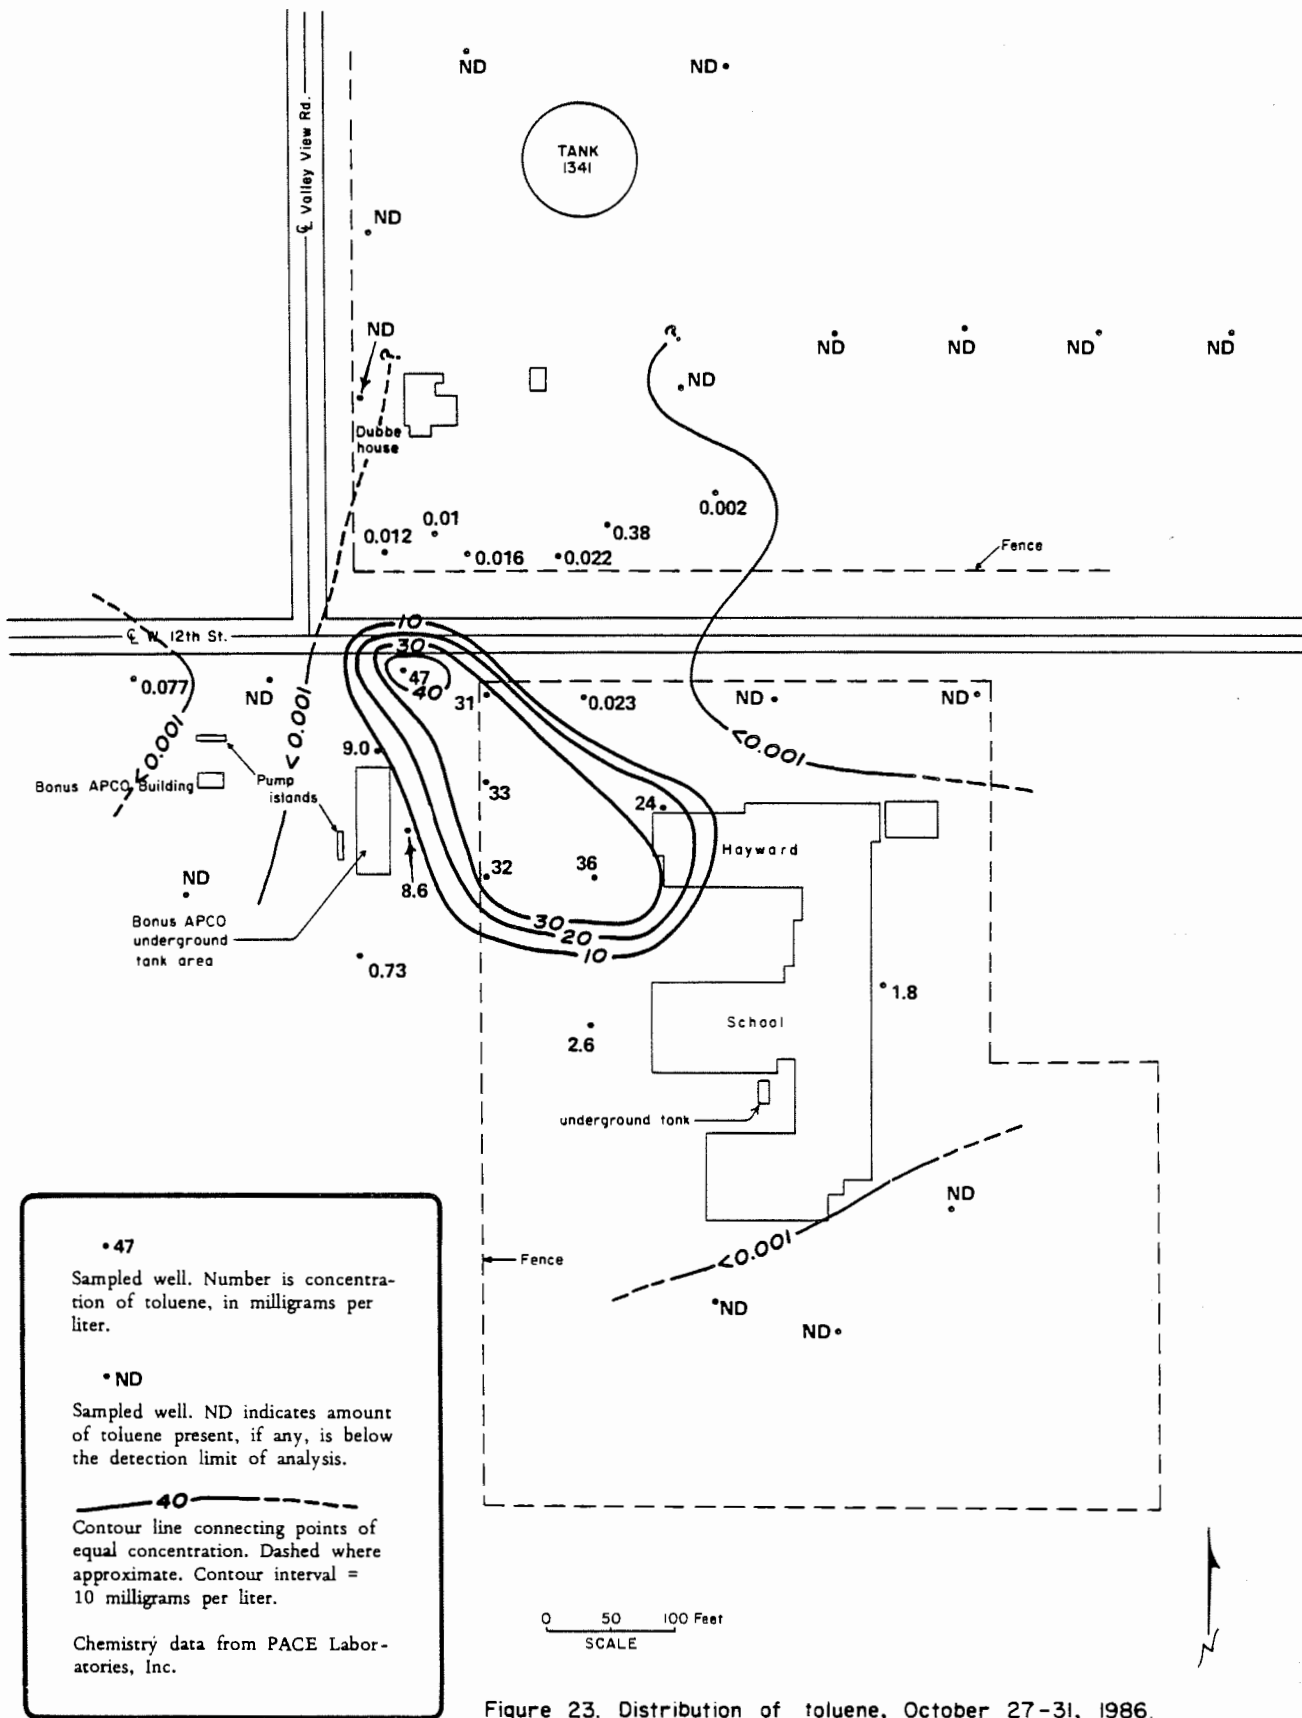 ND
ND
TANK
1341
℄ Valley View Rd.
ND
ND
?
?
ND
ND
ND
ND
ND
Dubbe
house
0.002
0.01
0.012
0.38
0.016
0.022
Fence
10
℄ W. 12th St.
30
47
40
0.077
ND
31
0.023
ND
ND
<0.001
<0.001
<0.001
9.0
Bonus APCO Building
Pump
islands
33
24
Hayward
32
36
ND
8.6
Bonus APCO
underground
tank area
30
20
10
0.73
1.8
School
2.6
underground tank
ND
<0.001
Fence
ND
ND
47
Sampled well. Number is concentra-
tion of toluene, in milligrams per
liter.
ND
Sampled well. ND indicates amount
of toluene present, if any, is below
the detection limit of analysis.
40
Contour line connecting points of
equal concentration. Dashed where
approximate. Contour interval =
10 milligrams per liter.
Chemistry data from PACE Labor-
atories, Inc.
0 50 100 Feet
SCALE
N
Figure 23. Distribution of toluene, October 27-31, 1986.